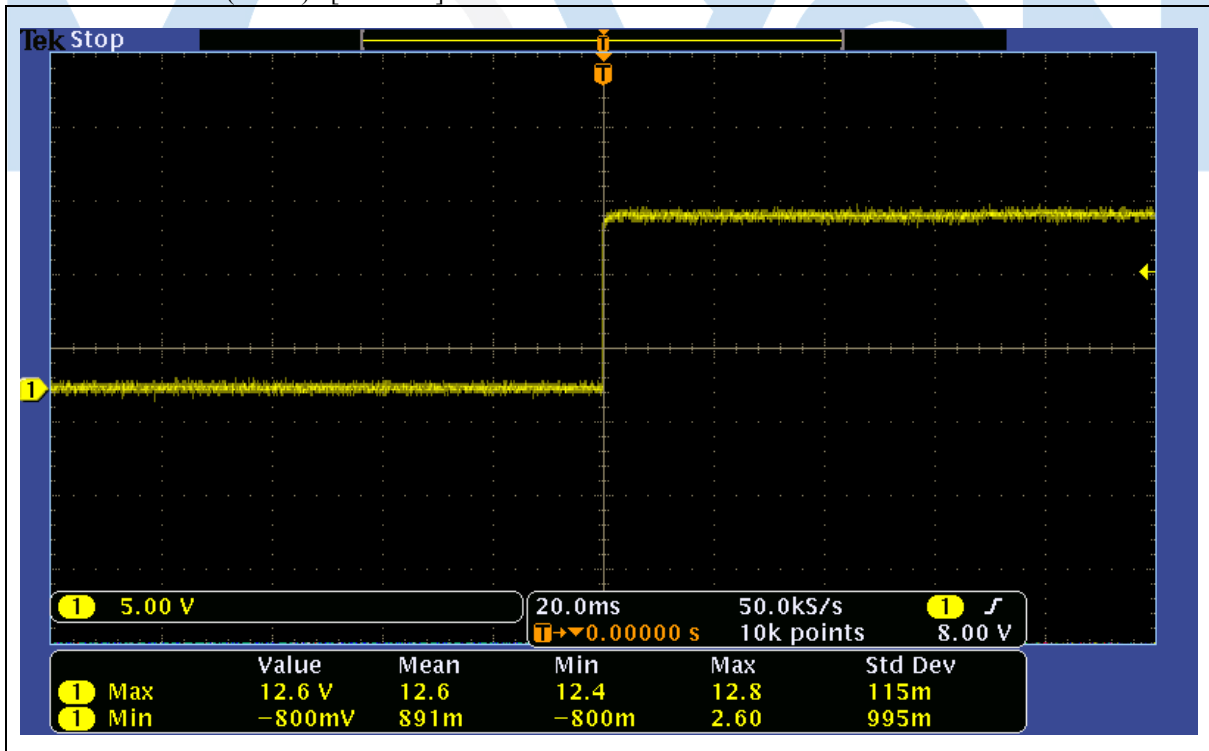 Tek Stop
T
T
1
1 5.00 V
20.0ms 50.0kS/s 1
T→▼0.00000 s 10k points 8.00 V
Value Mean Min Max Std Dev
1 Max 12.6 V 12.6 12.4 12.8 115m
1 Min −800mV 891m −800m 2.60 995m